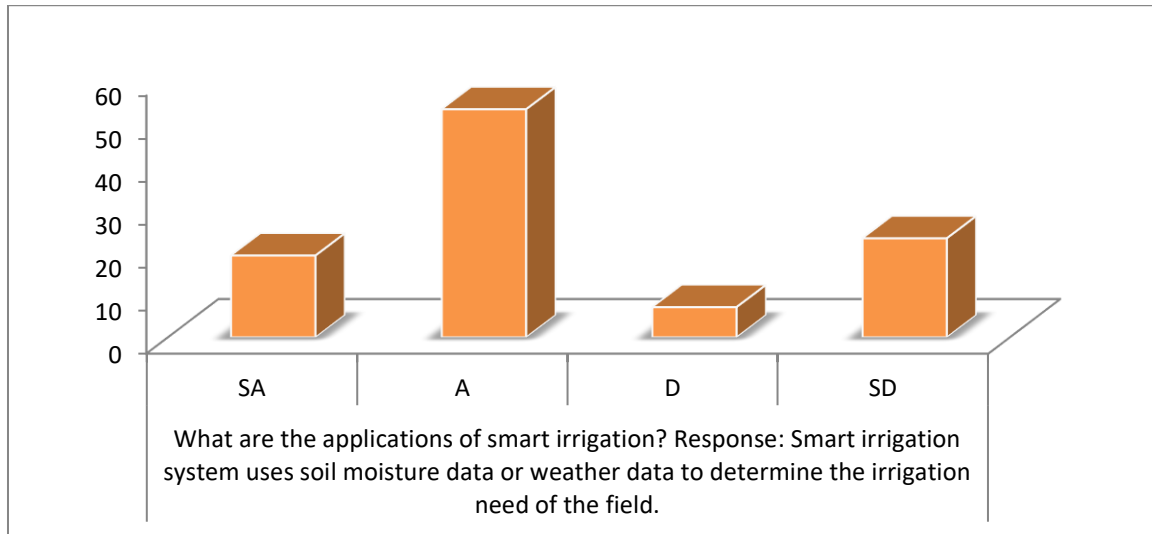 60
50
40
30
20
10
0
SA A D SD
What are the applications of smart irrigation? Response: Smart irrigation
system uses soil moisture data or weather data to determine the irrigation
need of the field.